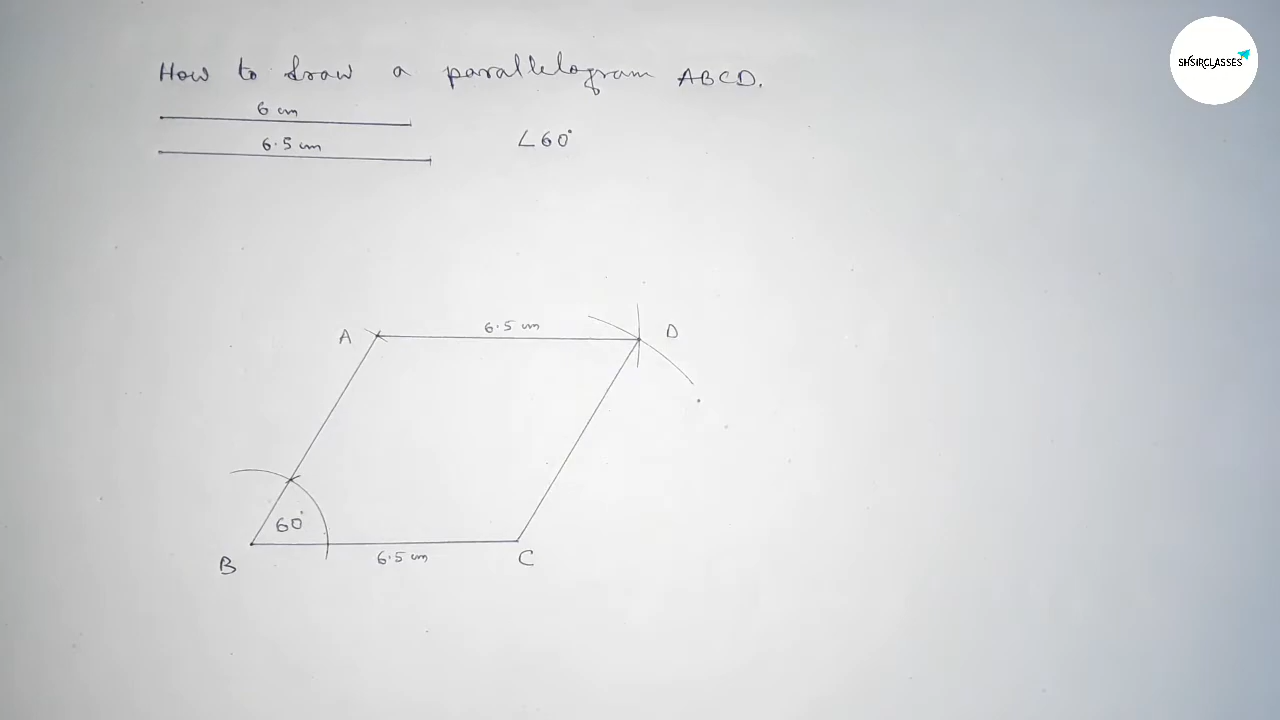 How to draw a parallelogram ABCD.
6 cm
6.5 cm
∠60°
SHSIRCLASSES
A
6.5 cm
D
60°
B
6.5 cm
C